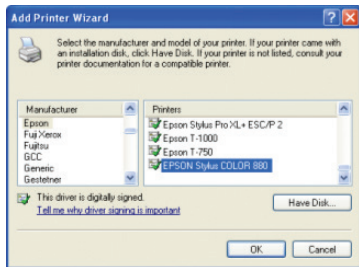 Add Printer Wizard
Select the manufacturer and model of your printer. If your printer came with
an installation disk, click Have Disk. If your printer is not listed, consult your
printer documentation for a compatible printer.
Manufacturer
Epson
Fuji Xerox
Fujitsu
GCC
Generic
Gestetner
Printers
Epson Stylus Pro XL+ ESC/P 2
Epson T-1000
Epson T-750
EPSON Stylus COLOR 880
This driver is digitally signed.
Tell me why driver signing is important
Have Disk...
OK
Cancel